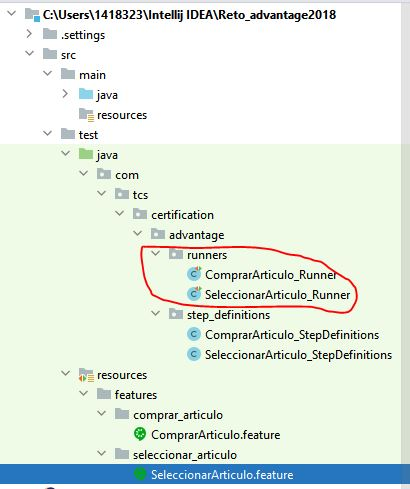 C:\Users\1418323\Intellij IDEA\Reto_advantage2018
.settings
src
main
java
resources
test
java
com
tcs
certification
advantage
runners
ComprarArticulo_Runner
SeleccionarArticulo_Runner
step_definitions
ComprarArticulo_StepDefinitions
SeleccionarArticulo_StepDefinitions
resources
features
comprar_articulo
ComprarArticulo.feature
seleccionar_articulo
SeleccionarArticulo.feature